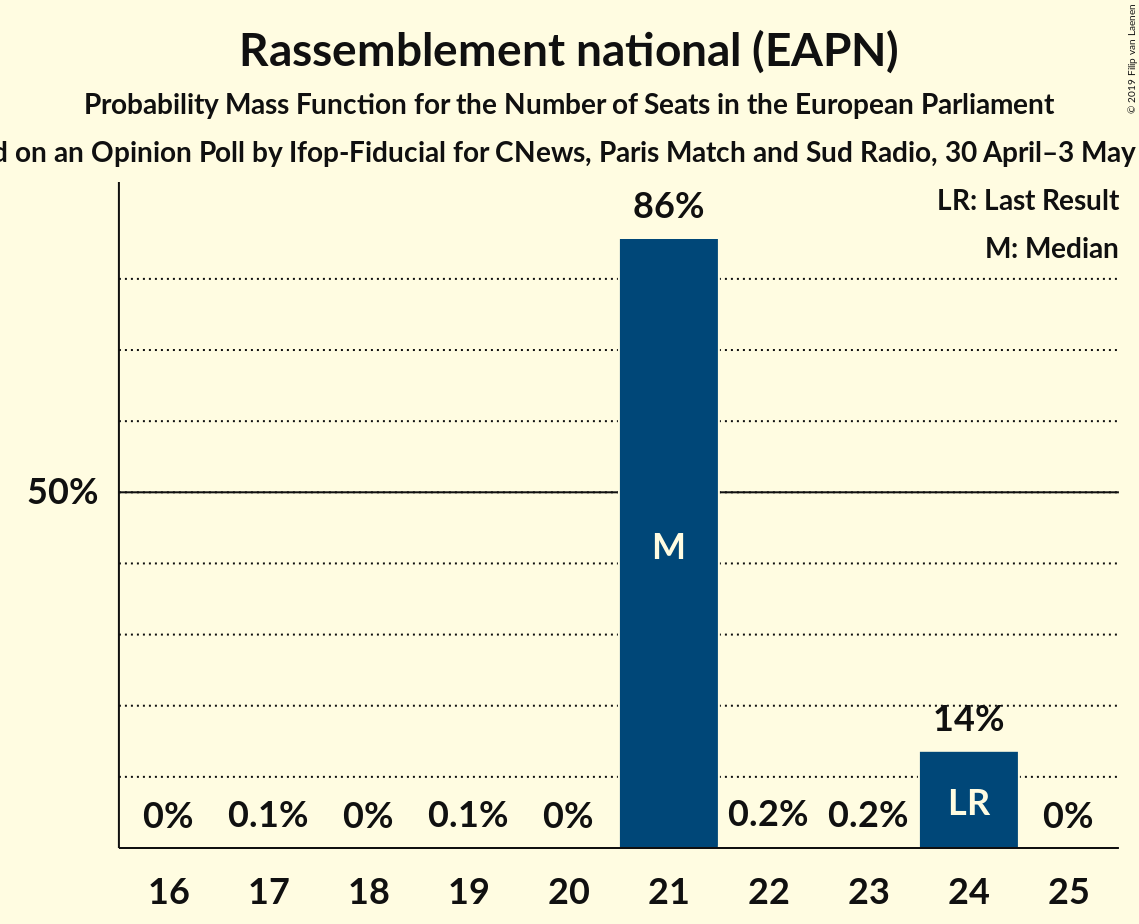 Rassemblement national (EAPN)
Probability Mass Function for the Number of Seats in the European Parliament
on an Opinion Poll by Ifop-Fiducial for CNews, Paris Match and Sud Radio, 30 April–3 May
© 2019 Filip van Laenen
LR: Last Result
M: Median
86%
50%
M
14%
LR
0% 0.1% 0% 0.1% 0% 0.2% 0.2% 0%
16 17 18 19 20 21 22 23 24 25